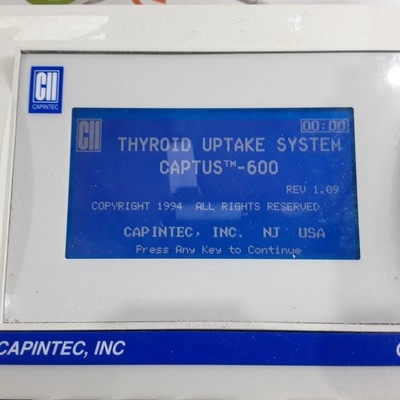 CII
CAPINTEC
CII
00:00
THYROID UPTAKE SYSTEM
CAPTUS™-600
REV 1.09
COPYRIGHT 1994 ALL RIGHTS RESERVED
CAPINTEC, INC. NJ USA
Press Any Key to Continue
CAPINTEC, INC